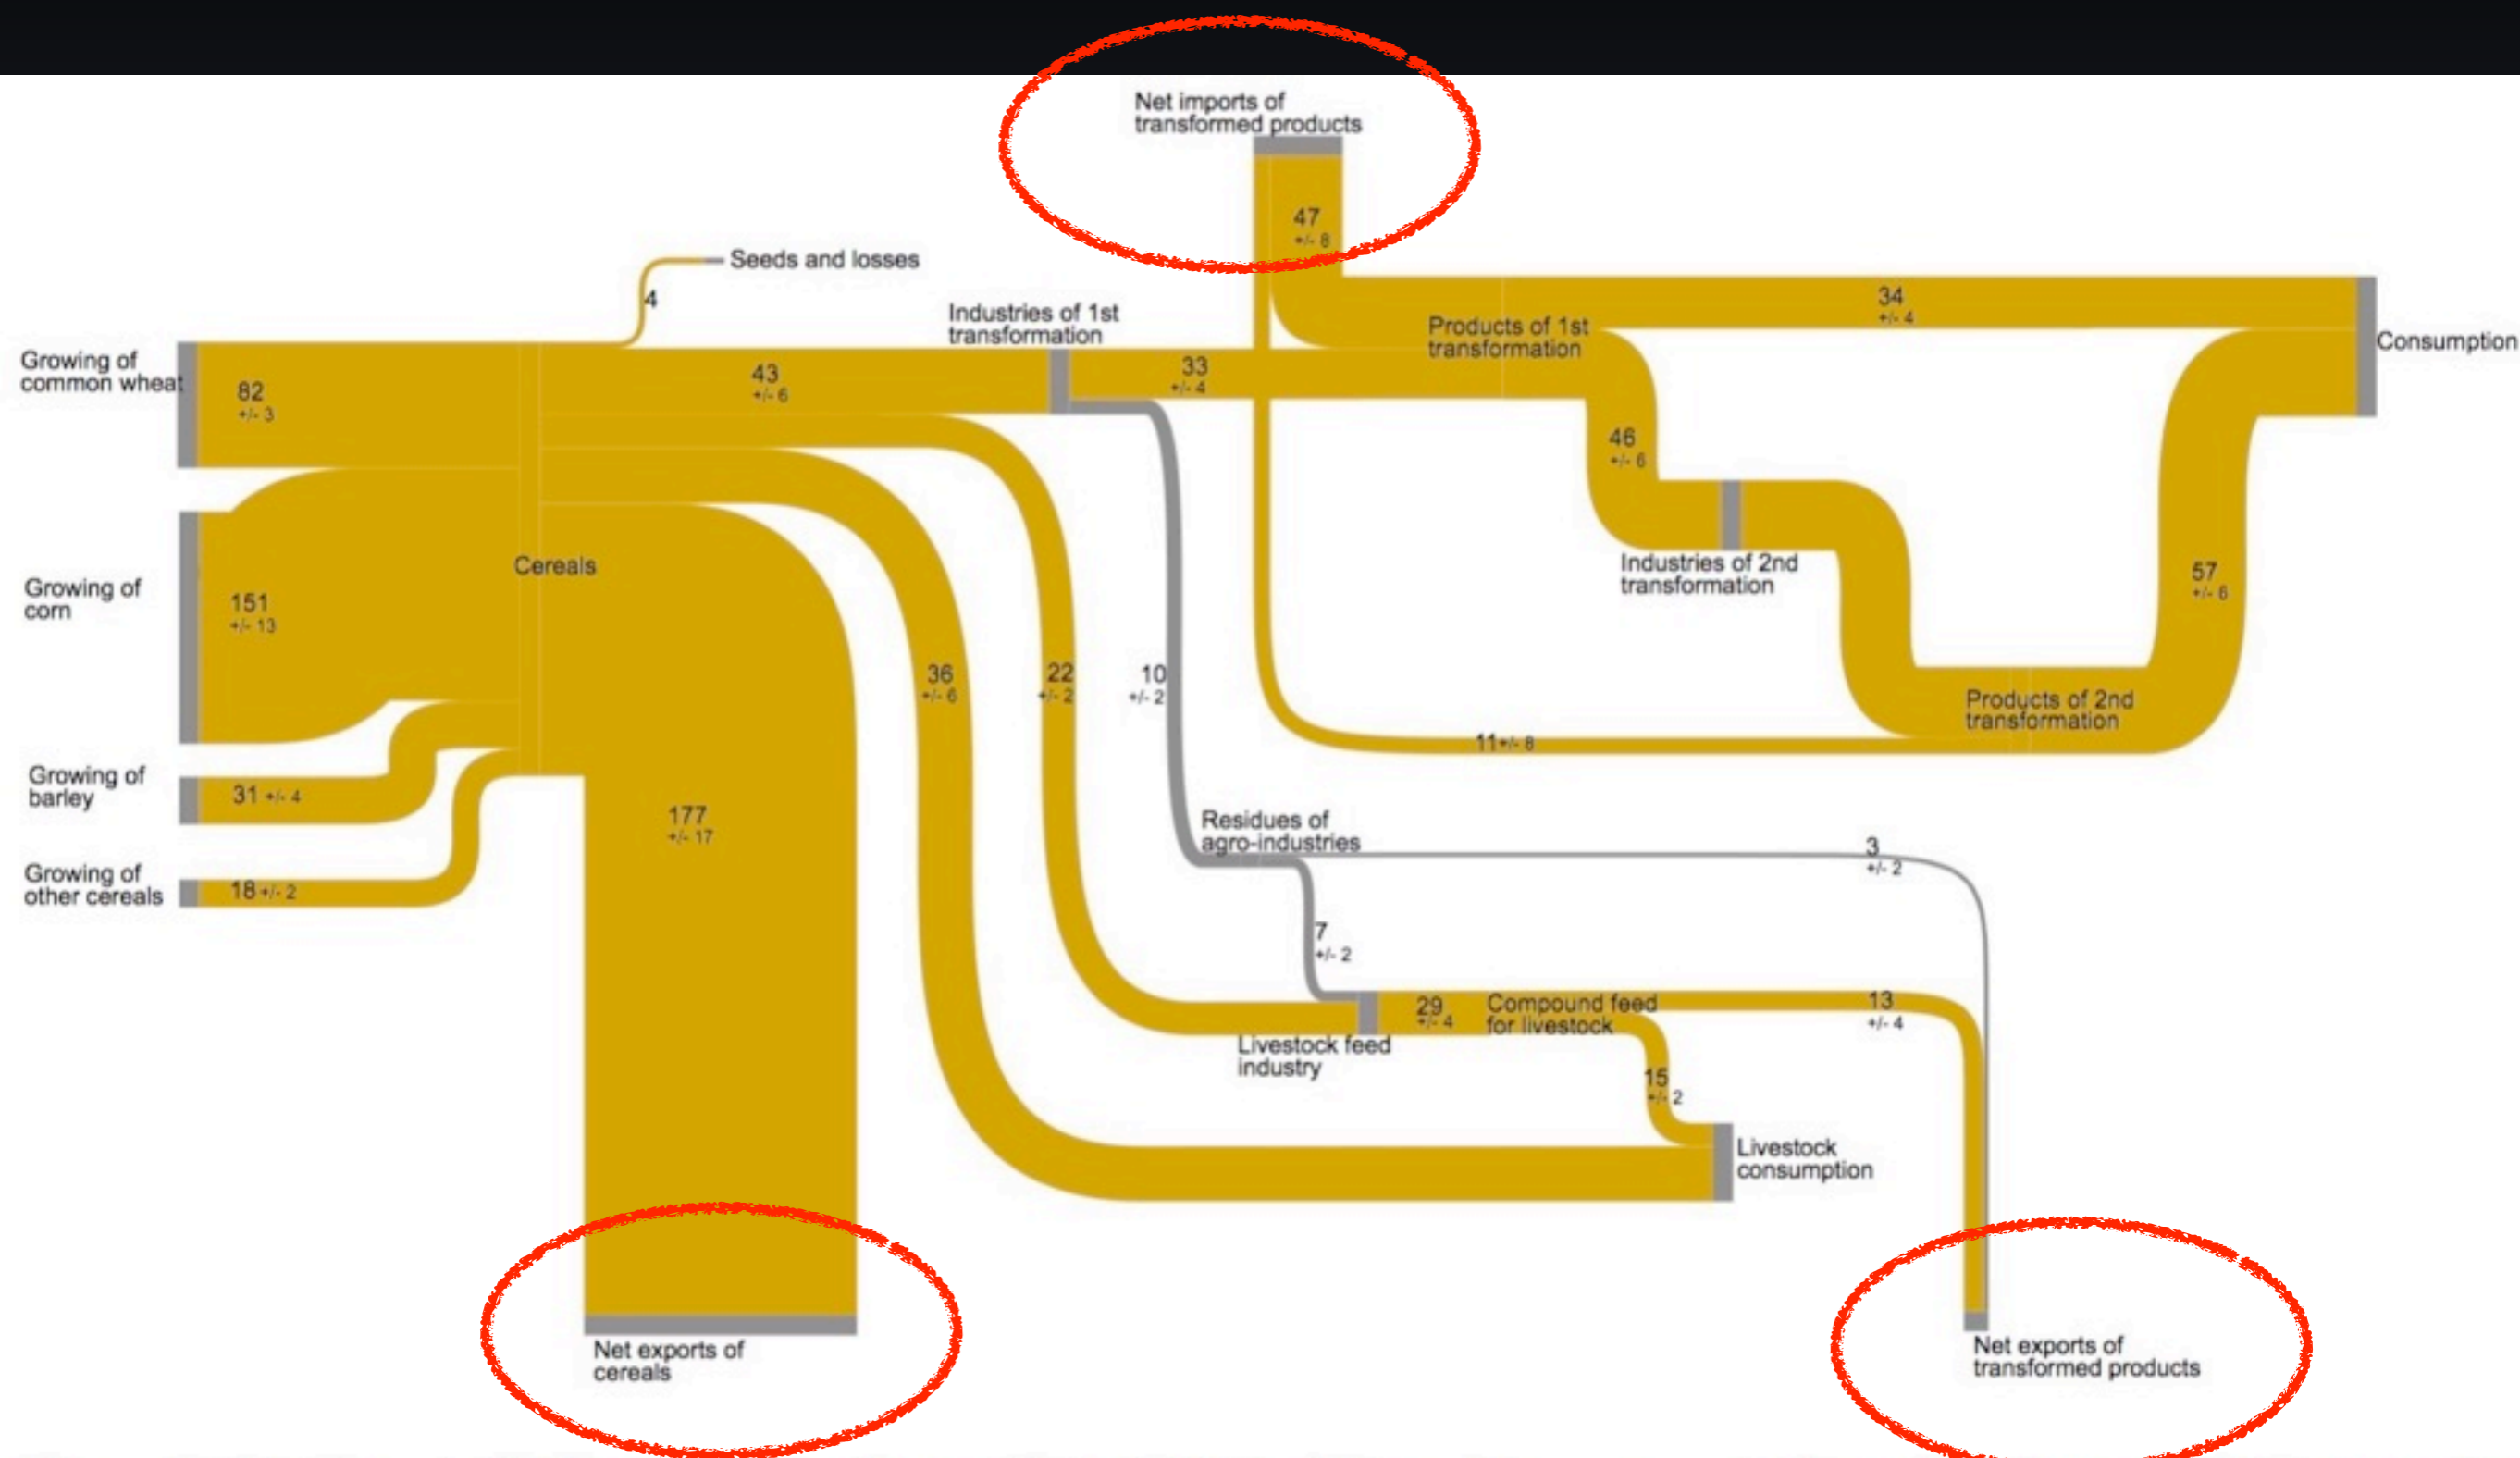 Net imports of
transformed products
47
+/- 8
Seeds and losses
4
Industries of 1st
transformation
34
+/- 4
Products of 1st
transformation
Consumption
Growing of
common wheat
82
+/- 3
43
+/- 6
33
+/- 4
46
+/- 6
Industries of 2nd
transformation
57
+/- 6
Cereals
Growing of
corn
151
+/- 13
36
+/- 6
22
+/- 2
10
+/- 2
Products of 2nd
transformation
11+/- 8
Growing of
barley
31 +/- 4
177
+/- 17
Residues of
agro-industries
3
+/- 2
Growing of
other cereals
18+/- 2
7
+/- 2
29
+/- 4
Compound feed
for livestock
13
+/- 4
Livestock feed
industry
15
+/- 2
Livestock
consumption
Net exports of
cereals
Net exports of
transformed products